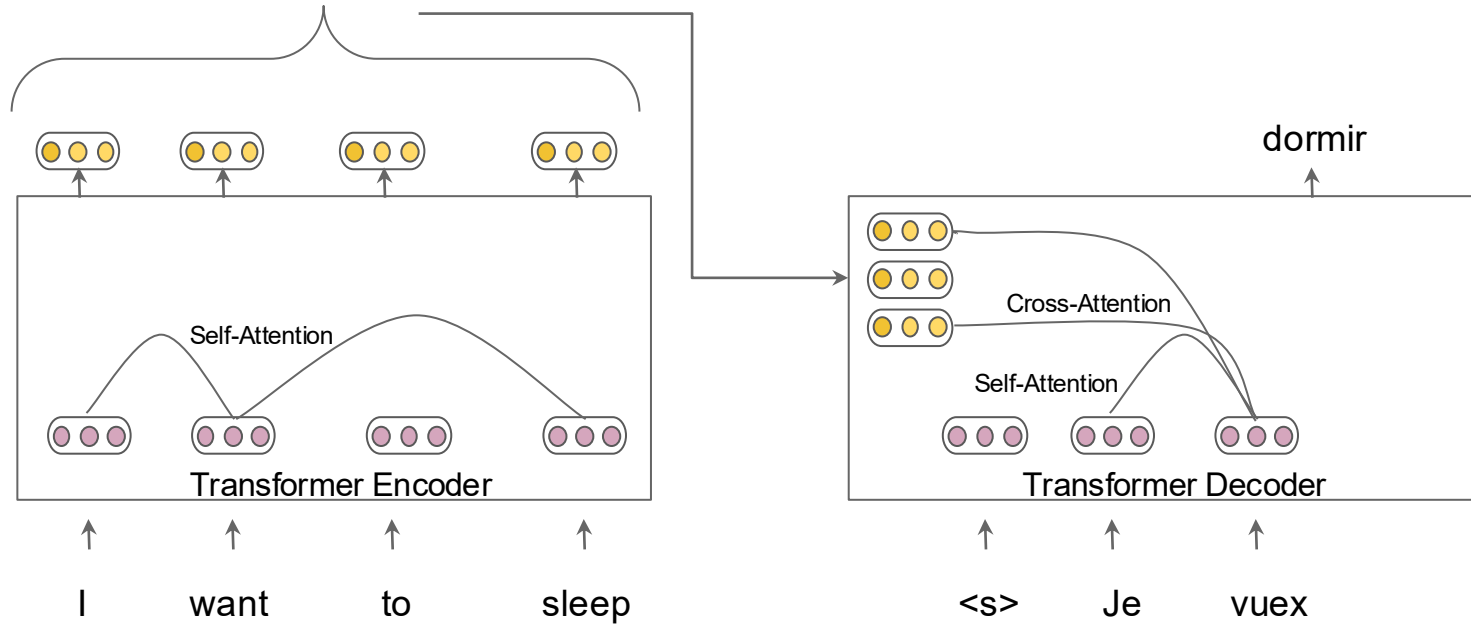 dormir
Cross-Attention
Self-Attention
Self-Attention
Transformer Encoder
Transformer Decoder
I want to sleep
<s> Je vuex